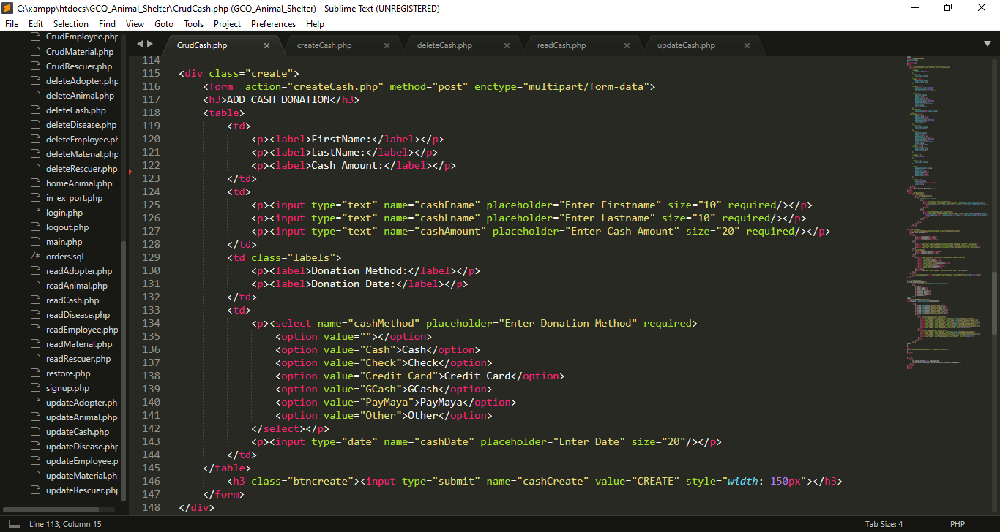 C:\xampp\htdocs\GCQ_Animal_Shelter\CrudCash.php (GCQ_Animal_Shelter) - Sublime Text (UNREGISTERED)
File Edit Selection Find View Goto Tools Project Preferences Help
CrudEmployee.php
CrudMaterial.php
CrudRescuer.php
deleteAdopter.php
deleteAnimal.php
deleteCash.php
deleteDisease.php
deleteEmployee.ph
deleteMaterial.php
deleteRescuer.php
homeAnimal.php
in_ex_port.php
login.php
logout.php
main.php
/* orders.sql
readAdopter.php
readAnimal.php
readCash.php
readDisease.php
readEmployee.php
readMaterial.php
readRescuer.php
restore.php
signup.php
updateAdopter.ph
updateAnimal.php
updateCash.php
updateDisease.php
updateEmployee.p
updateMaterial.ph
updateRescuer.php
CrudCash.php × createCash.php × deleteCash.php × readCash.php × updateCash.php ×
114
115 <div class="create">
116 <form  action="createCash.php" method="post" enctype="multipart/form-data">
117 <h3>ADD CASH DONATION</h3>
118 <table>
119 <td>
120 <p><label>FirstName:</label></p>
121 <p><label>LastName:</label></p>
122 <p><label>Cash Amount:</label></p>
123 </td>
124 <td>
125 <p><input type="text" name="cashFname" placeholder="Enter Firstname" size="10" required/></p>
126 <p><input type="text" name="cashLname" placeholder="Enter Lastname" size="10" required/></p>
127 <p><input type="text" name="cashAmount" placeholder="Enter Cash Amount" size="20" required/></p>
128 </td>
129 <td class="labels">
130 <p><label>Donation Method:</label></p>
131 <p><label>Donation Date:</label></p>
132 </td>
133 <td>
134 <p><select name="cashMethod" placeholder="Enter Donation Method" required>
135 <option value=""></option>
136 <option value="Cash">Cash</option>
137 <option value="Check">Check</option>
138 <option value="Credit Card">Credit Card</option>
139 <option value="GCash">GCash</option>
140 <option value="PayMaya">PayMaya</option>
141 <option value="Other">Other</option>
142 </select></p>
143 <p><input type="date" name="cashDate" placeholder="Enter Date" size="20"/></p>
144 </td>
145 </table>
146 <h3 class="btncreate"><input type="submit" name="cashCreate" value="CREATE" style="width: 150px"></h3>
147 </form>
148 </div>
Line 113, Column 15 Tab Size: 4 PHP